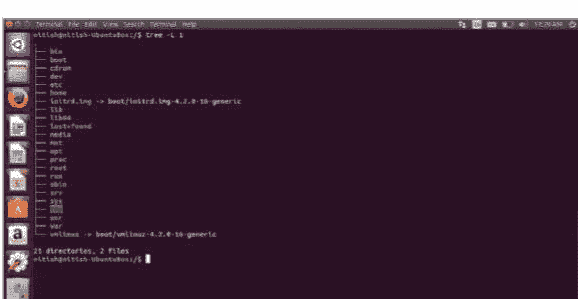 Terminal File Edit View Search Terminal Help
nitish@nitish-UbuntuBox:/$ tree -L 1
.
├── bin
├── boot
├── cdrom
├── dev
├── etc
├── home
├── initrd.img -> boot/initrd.img-4.2.0-16-generic
├── lib
├── lib64
├── lost+found
├── media
├── mnt
├── opt
├── proc
├── root
├── run
├── sbin
├── srv
├── sys
├── usr
├── var
└── vmlinuz -> boot/vmlinuz-4.2.0-16-generic
21 directories, 2 files
nitish@nitish-UbuntuBox:/$